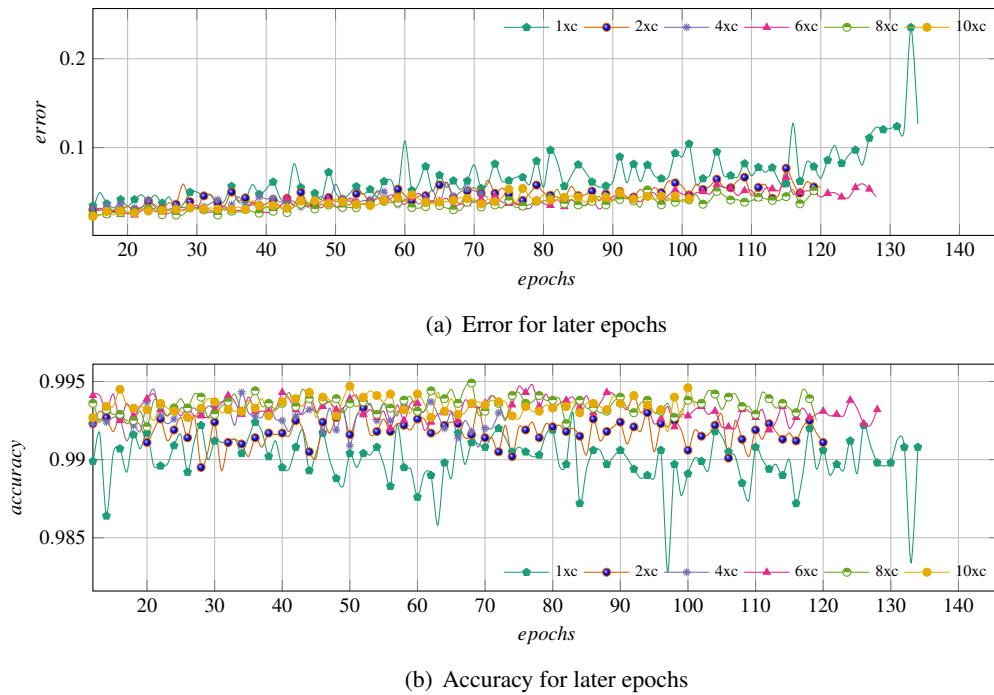 1xc 2xc 4xc 6xc 8xc 10xc
0.2
0.1
error
20 30 40 50 60 70 80 90 100 110 120 130 140
epochs
(a) Error for later epochs
0.995
0.99
0.985
accuracy
1xc 2xc 4xc 6xc 8xc 10xc
20 30 40 50 60 70 80 90 100 110 120 130 140
epochs
(b) Accuracy for later epochs